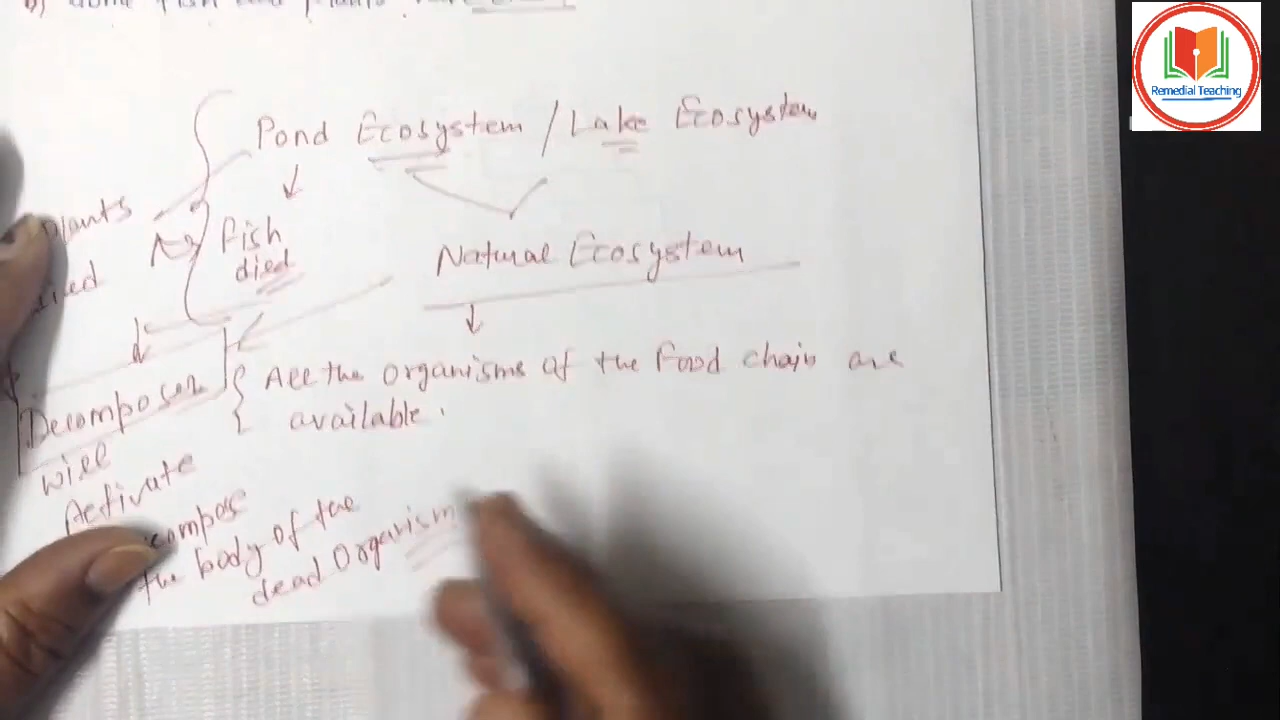 Remedial Teaching
Pond Ecosystem / Lake Ecosystem
Plants
Fish
died
Natural Ecosystem
Decomposer
All the organisms of the Food chain are
available.
will
Activate
the body of the
dead organism